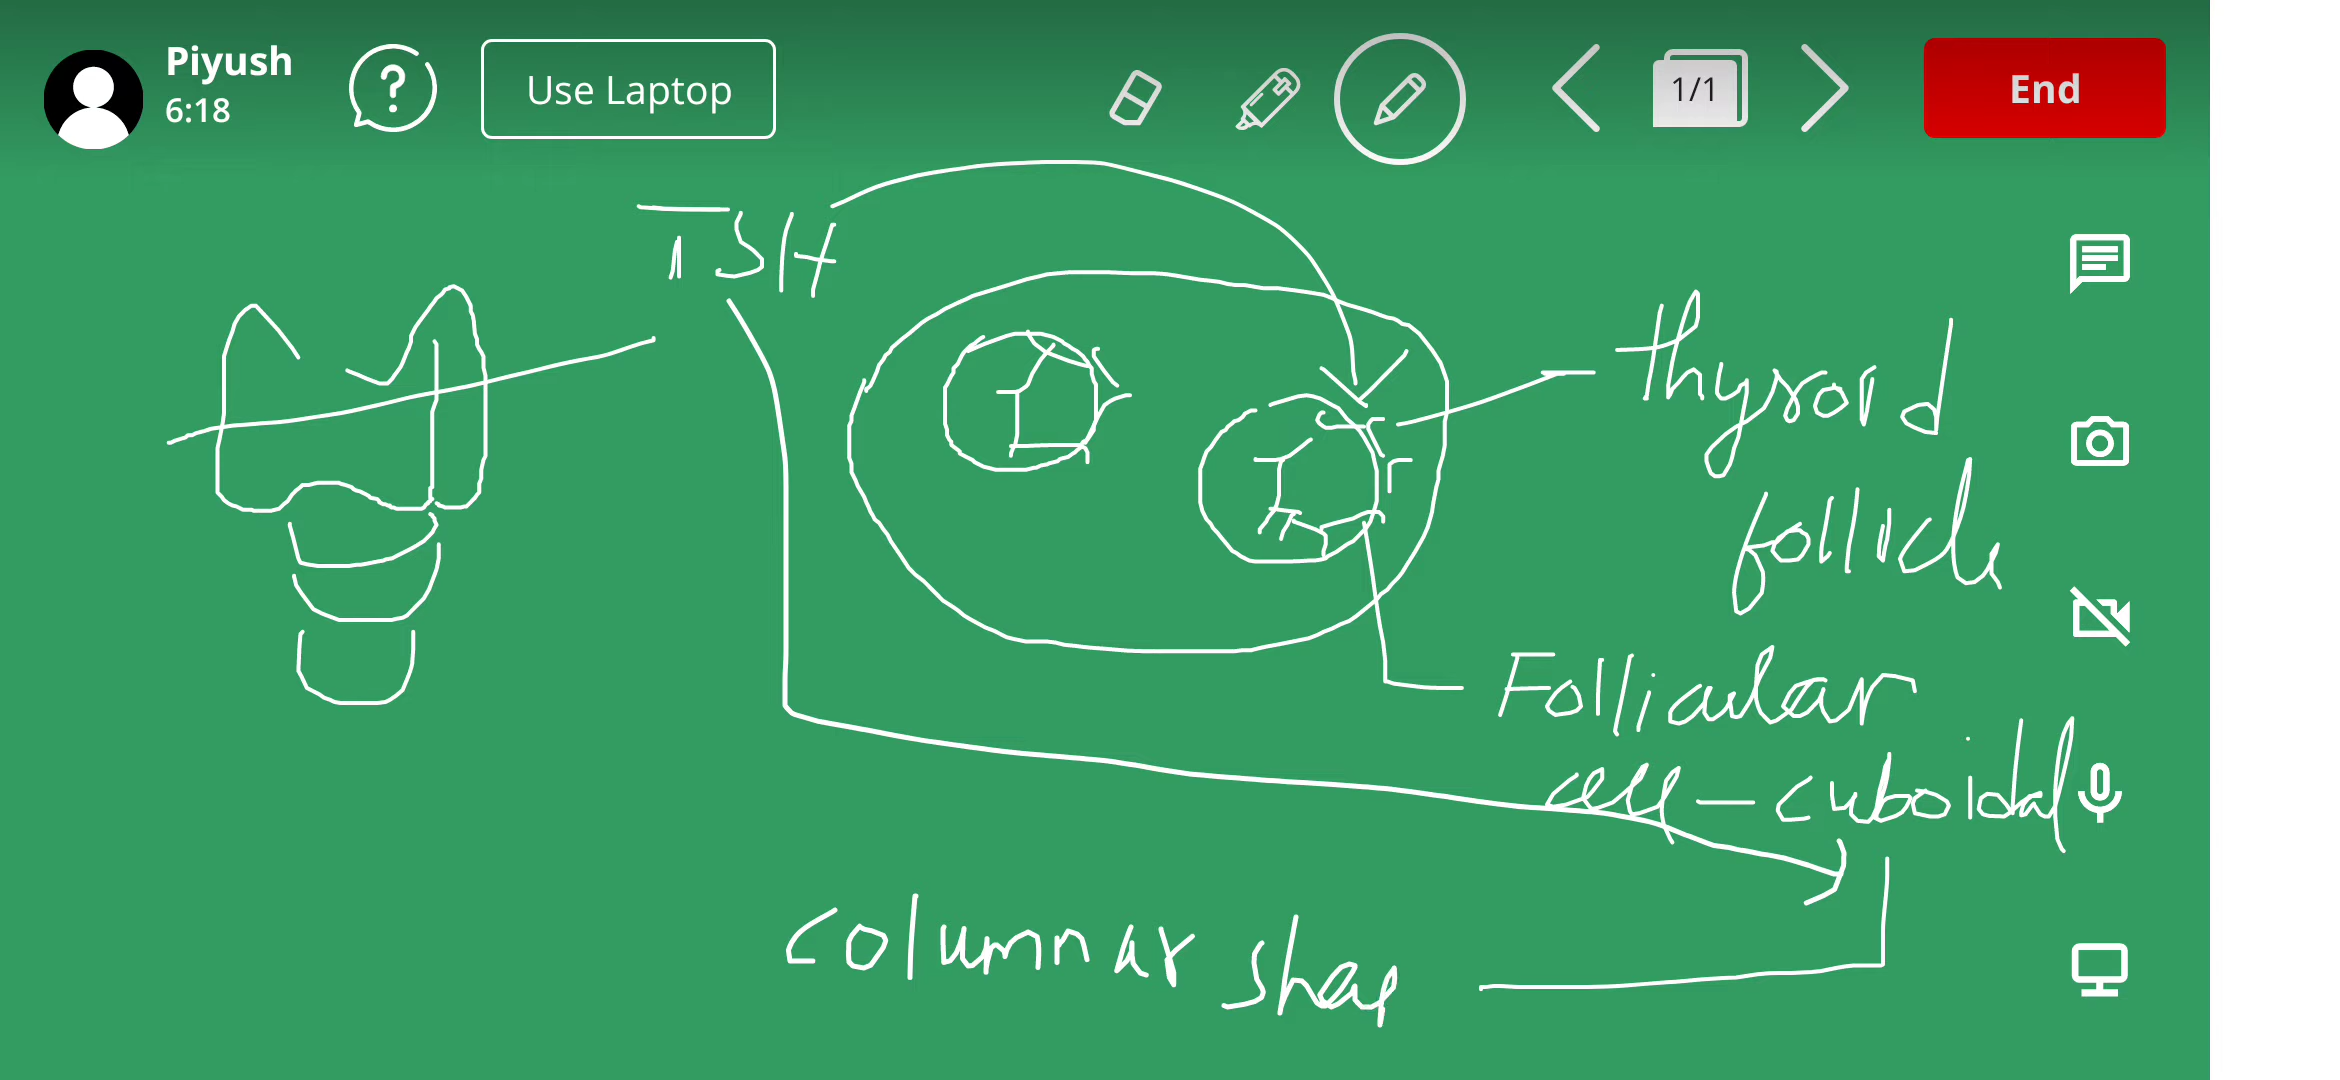 Piyush
6:18
?
Use Laptop
1/1
End
TSH
thyroid
follicle
Follicular
cell - cuboidal
columnar shap